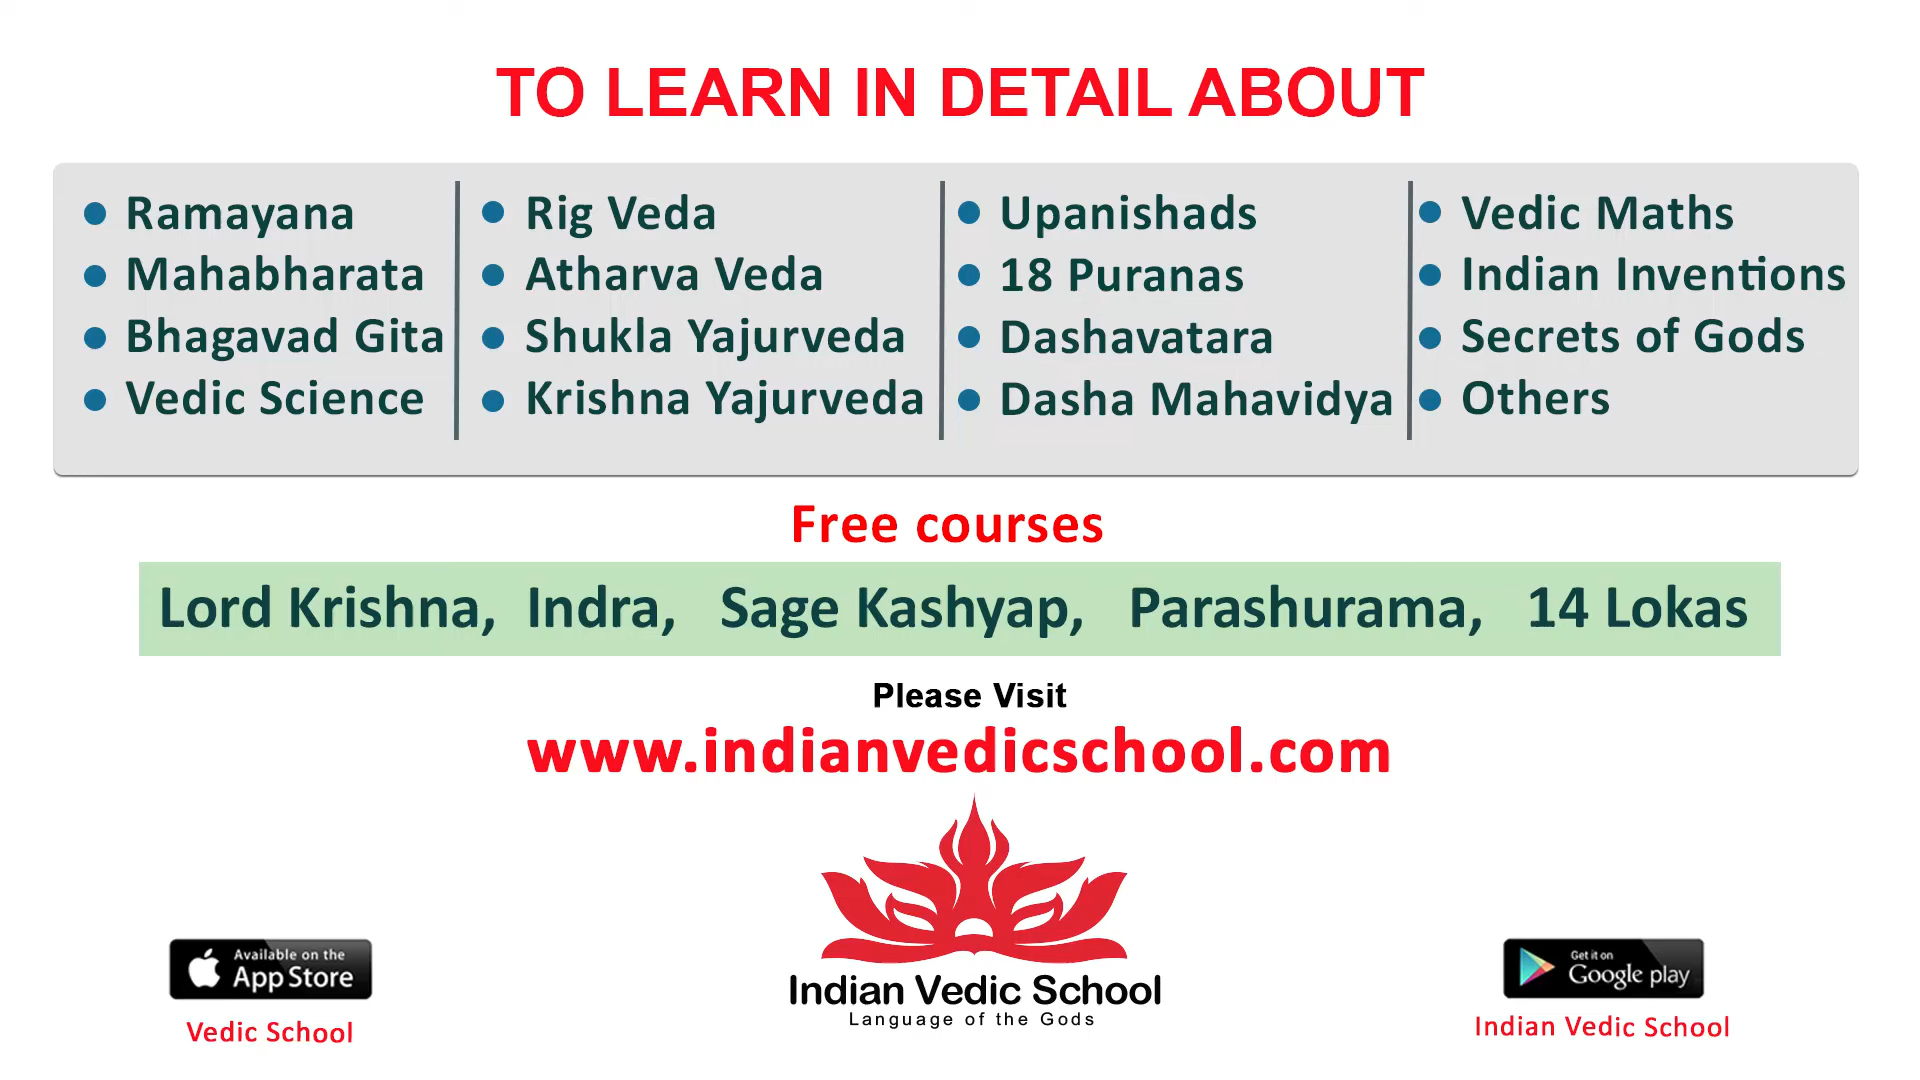 TO LEARN IN DETAIL ABOUT
Ramayana
Mahabharata
Bhagavad Gita
Vedic Science
Rig Veda
Atharva Veda
Shukla Yajurveda
Krishna Yajurveda
Upanishads
18 Puranas
Dashavatara
Dasha Mahavidya
Vedic Maths
Indian Inventions
Secrets of Gods
Others
Free courses
Lord Krishna, Indra, Sage Kashyap, Parashurama, 14 Lokas
Please Visit
www.indianvedicschool.com
Indian Vedic School
Language of the Gods
Available on the
App Store
Vedic School
Get it on
Google play
Indian Vedic School